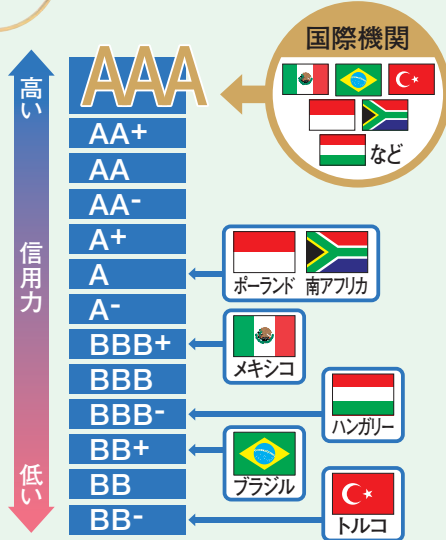 国際機関
など
高い
信用力
低い
AAA
AA+
AA
AA-
A+
A
A-
BBB+
BBB
BBB-
BB+
BB
BB-
ポーランド 南アフリカ
メキシコ
ハンガリー
ブラジル
トルコ